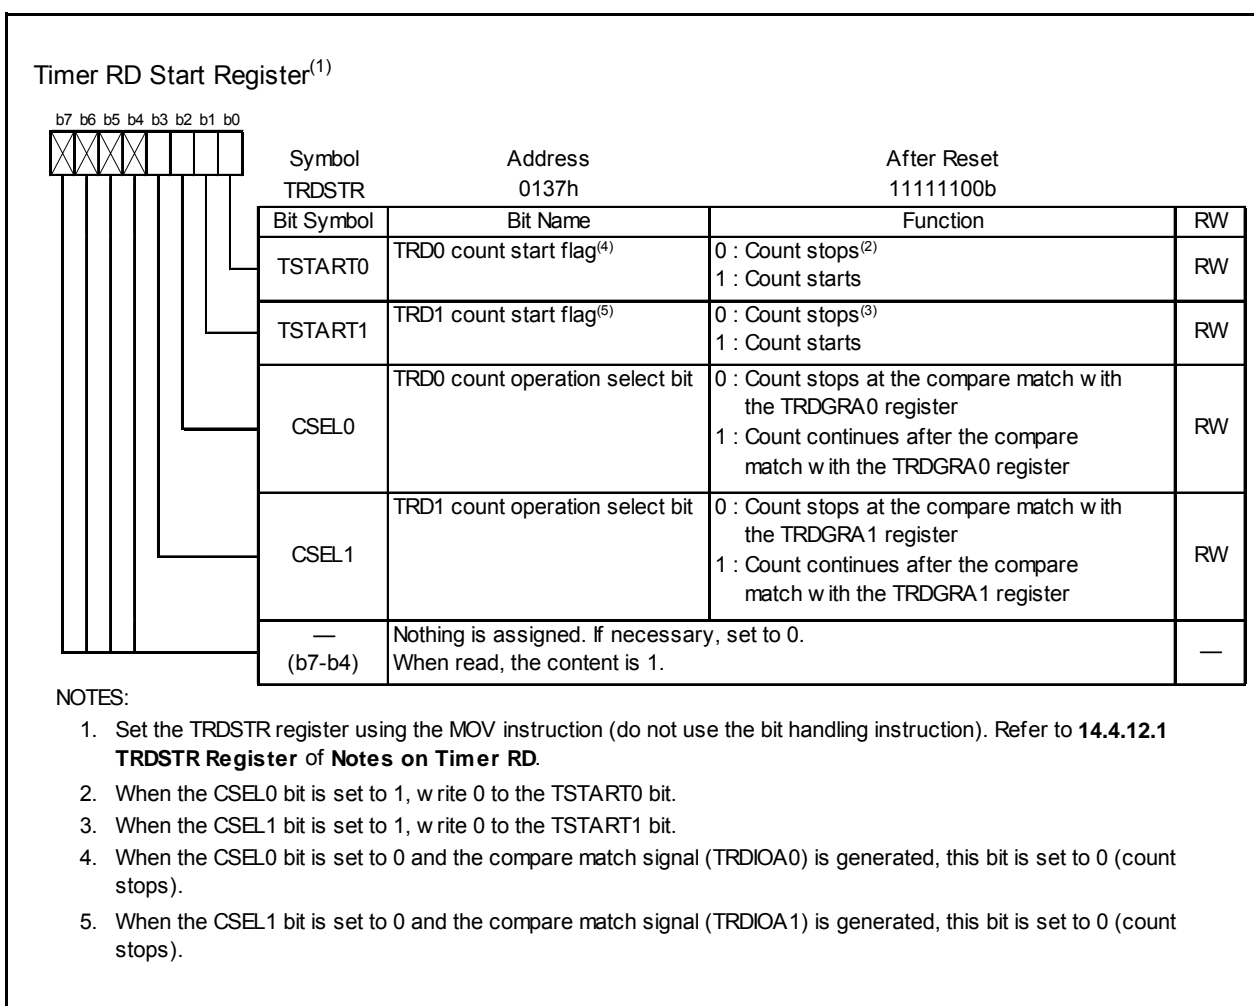 Timer RD Start Register(1)
b7 b6 b5 b4 b3 b2 b1 b0
Symbol Address After Reset
TRDSTR 0137h 11111100b
Bit Symbol Bit Name Function RW
TSTART0 TRD0 count start flag(4) 0 : Count stops(2) RW
1 : Count starts
TSTART1 TRD1 count start flag(5) 0 : Count stops(3) RW
1 : Count starts
CSEL0 TRD0 count operation select bit 0 : Count stops at the compare match with RW
the TRDGRA0 register
1 : Count continues after the compare
match with the TRDGRA0 register
CSEL1 TRD1 count operation select bit 0 : Count stops at the compare match with RW
the TRDGRA1 register
1 : Count continues after the compare
match with the TRDGRA1 register
— Nothing is assigned. If necessary, set to 0. —
(b7-b4) When read, the content is 1.
NOTES:
1. Set the TRDSTR register using the MOV instruction (do not use the bit handling instruction). Refer to 14.4.12.1
TRDSTR Register of Notes on Timer RD.
2. When the CSEL0 bit is set to 1, write 0 to the TSTART0 bit.
3. When the CSEL1 bit is set to 1, write 0 to the TSTART1 bit.
4. When the CSEL0 bit is set to 0 and the compare match signal (TRDIOA0) is generated, this bit is set to 0 (count
stops).
5. When the CSEL1 bit is set to 0 and the compare match signal (TRDIOA1) is generated, this bit is set to 0 (count
stops).